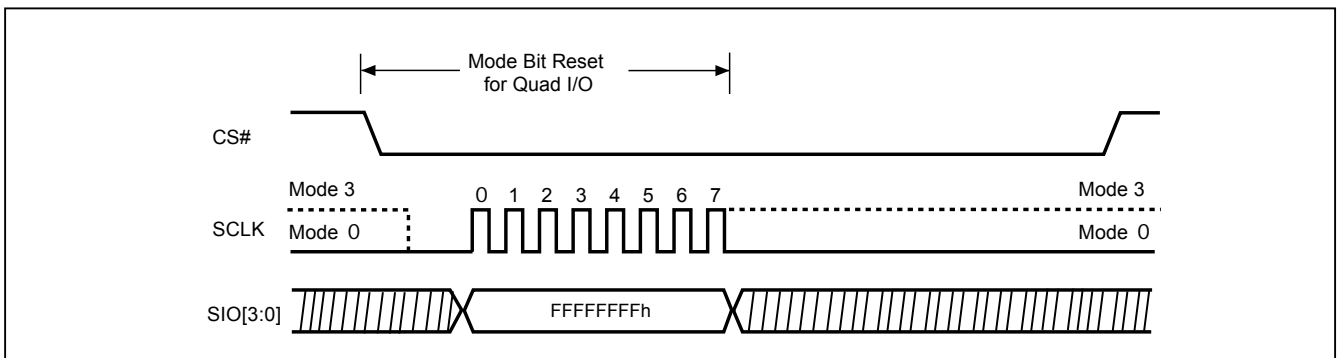 Mode Bit Reset
for Quad I/O
CS#
Mode 3
0 1 2 3 4 5 6 7
Mode 3
SCLK
Mode 0
Mode 0
SIO[3:0]
FFFFFFFFh